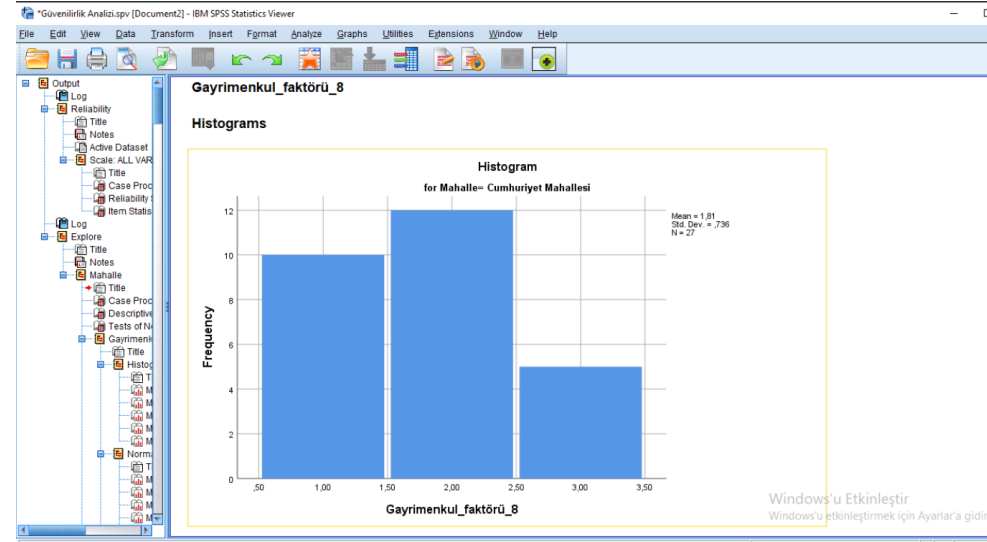 *Güvenilirlik Analizi.spv [Document2] - IBM SPSS Statistics Viewer
File Edit View Data Transform Insert Format Analyze Graphs Utilities Extensions Window Help
Output
Log
Reliability
Title
Notes
Active Dataset
Scale: ALL VAR
Title
Case Proc
Reliability
Item Statis
Log
Explore
Title
Notes
Mahalle
Title
Case Proc
Descriptive
Tests of No
Gayrimenk
Title
Histog
T
M
M
M
M
M
Norma
T
M
M
M
M
Gayrimenkul_faktörü_8
Histograms
Histogram
for Mahalle= Cumhuriyet Mahallesi
Mean = 1,81
Std. Dev. = ,736
N = 27
Frequency
12
10
8
6
4
2
0
,50 1,00 1,50 2,00 2,50 3,00 3,50
Gayrimenkul_faktörü_8
Windows'u Etkinleştir
Windows'u etkinleştirmek için Ayarlar'a gidin